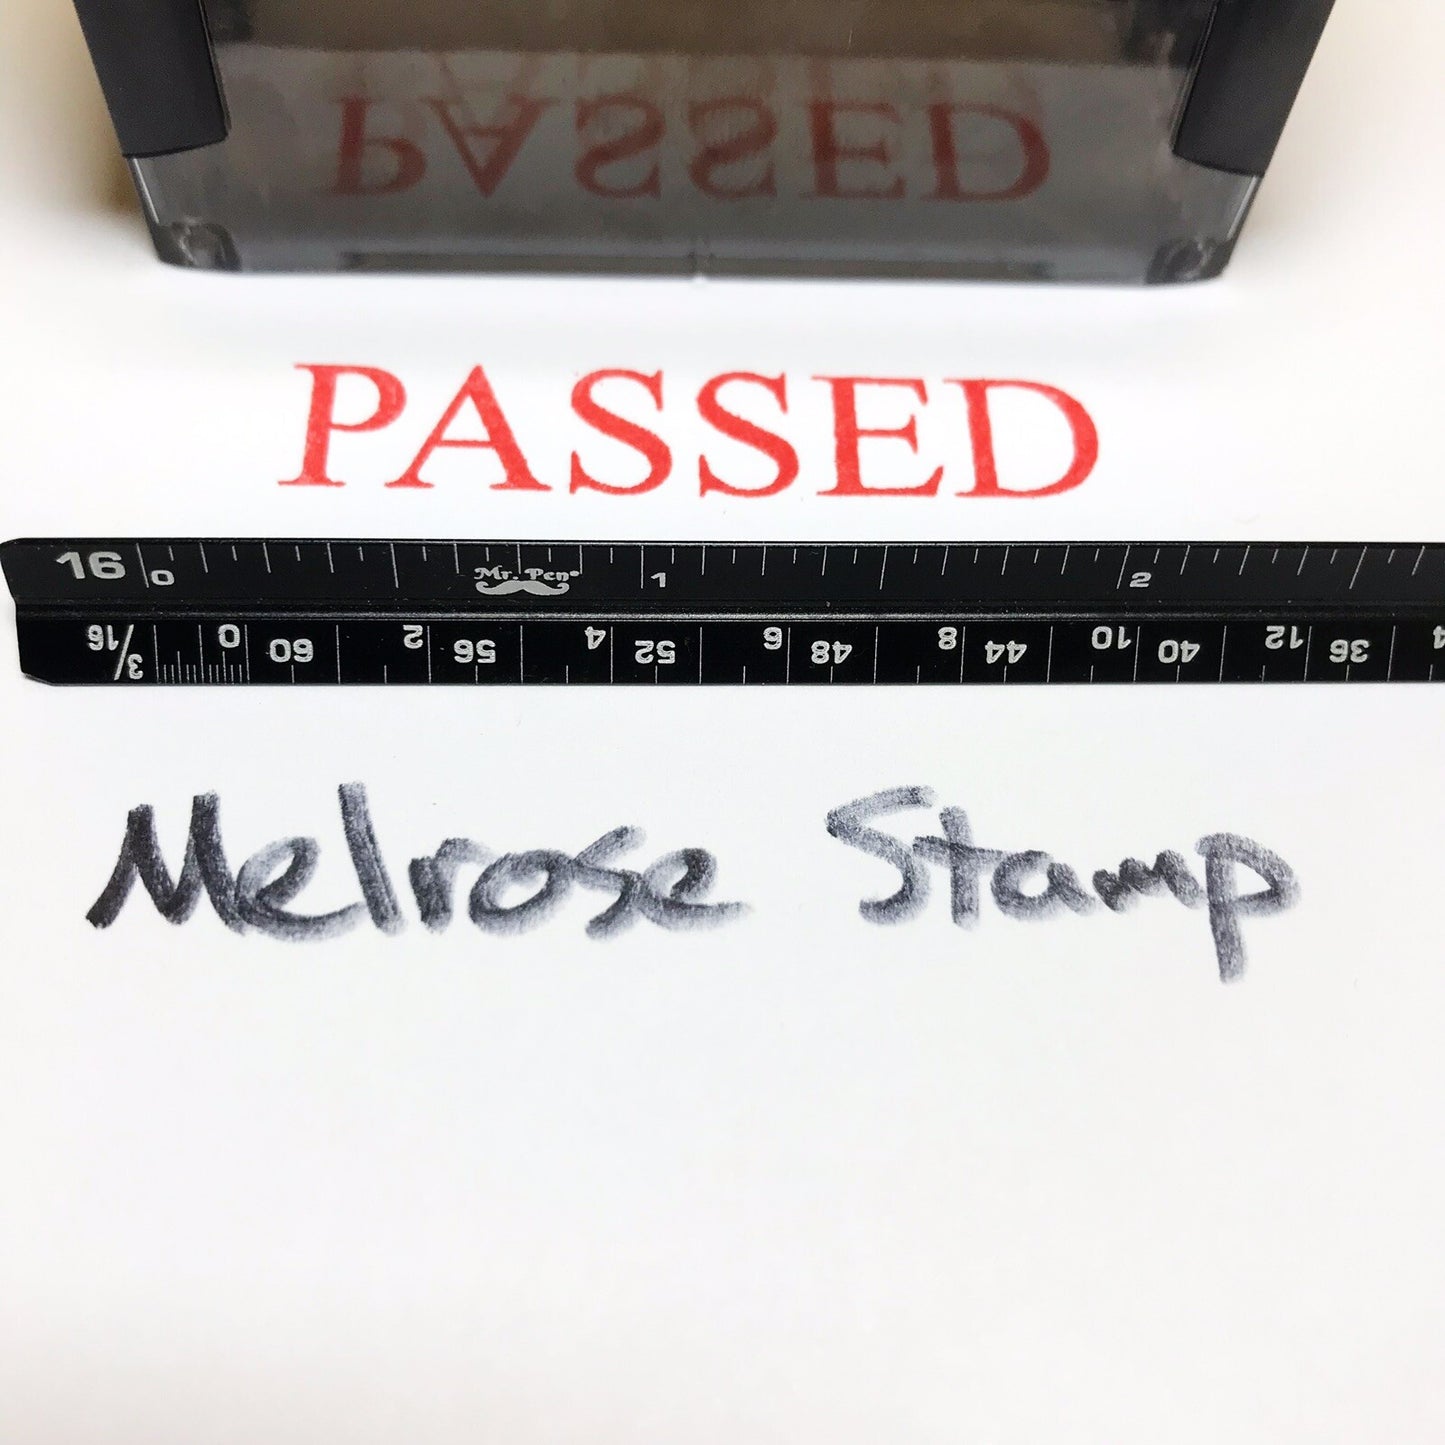 PASSED
PASSED
16 0 Mr. Pen® 1 2
3/16 0 60 2 56 4 52 6 48 8 44 10 40 12 36
Melrose Stamp